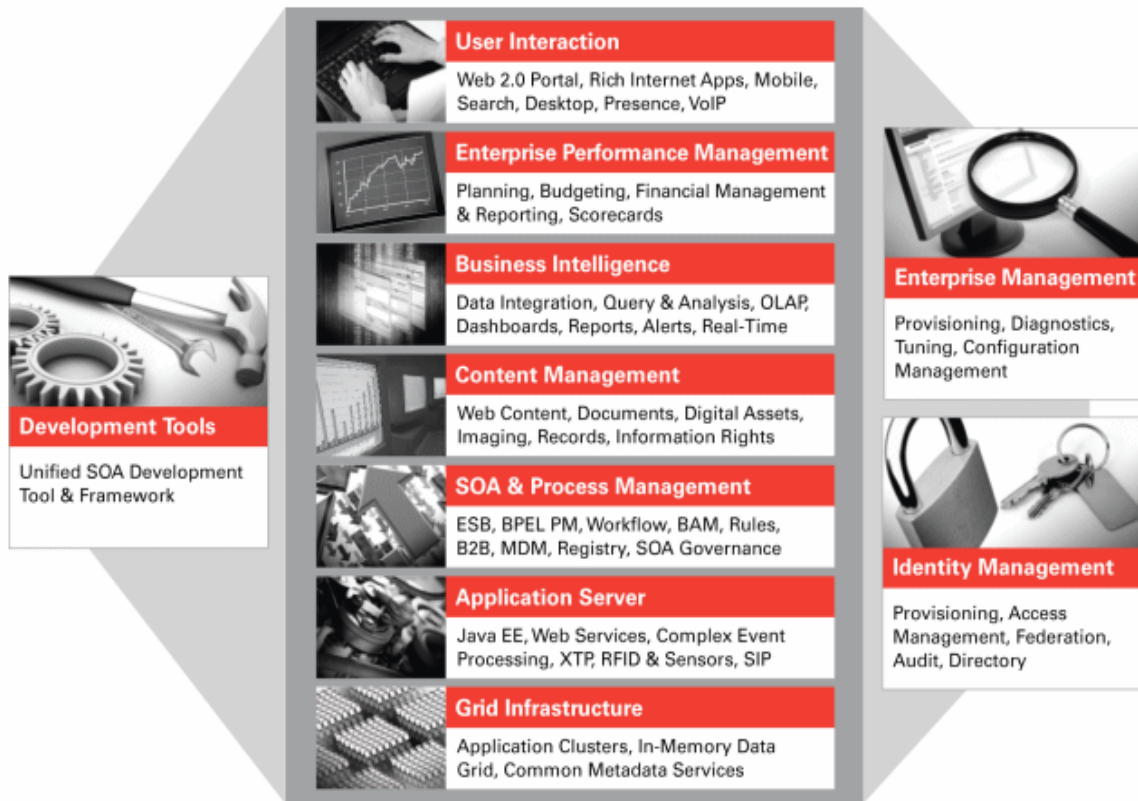 User Interaction
Web 2.0 Portal, Rich Internet Apps, Mobile,
Search, Desktop, Presence, VoIP
Enterprise Performance Management
Planning, Budgeting, Financial Management
& Reporting, Scorecards
Business Intelligence
Data Integration, Query & Analysis, OLAP,
Dashboards, Reports, Alerts, Real-Time
Content Management
Web Content, Documents, Digital Assets,
Imaging, Records, Information Rights
SOA & Process Management
ESB, BPEL PM, Workflow, BAM, Rules,
B2B, MDM, Registry, SOA Governance
Application Server
Java EE, Web Services, Complex Event
Processing, XTP, RFID & Sensors, SIP
Grid Infrastructure
Application Clusters, In-Memory Data
Grid, Common Metadata Services
Development Tools
Unified SOA Development
Tool & Framework
Enterprise Management
Provisioning, Diagnostics,
Tuning, Configuration
Management
Identity Management
Provisioning, Access
Management, Federation,
Audit, Directory